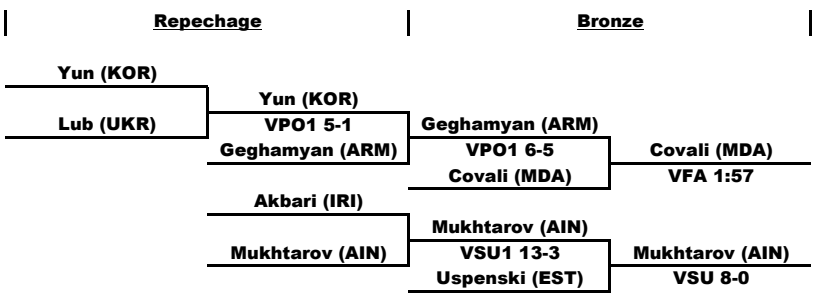 Repechage Bronze
Yun (KOR)
Yun (KOR)
Lub (UKR) VPO1 5-1 Geghamyan (ARM)
Geghamyan (ARM) VPO1 6-5 Covali (MDA)
Covali (MDA) VFA 1:57
Akbari (IRI)
Mukhtarov (AIN)
Mukhtarov (AIN) VSU1 13-3 Mukhtarov (AIN)
Uspenski (EST) VSU 8-0